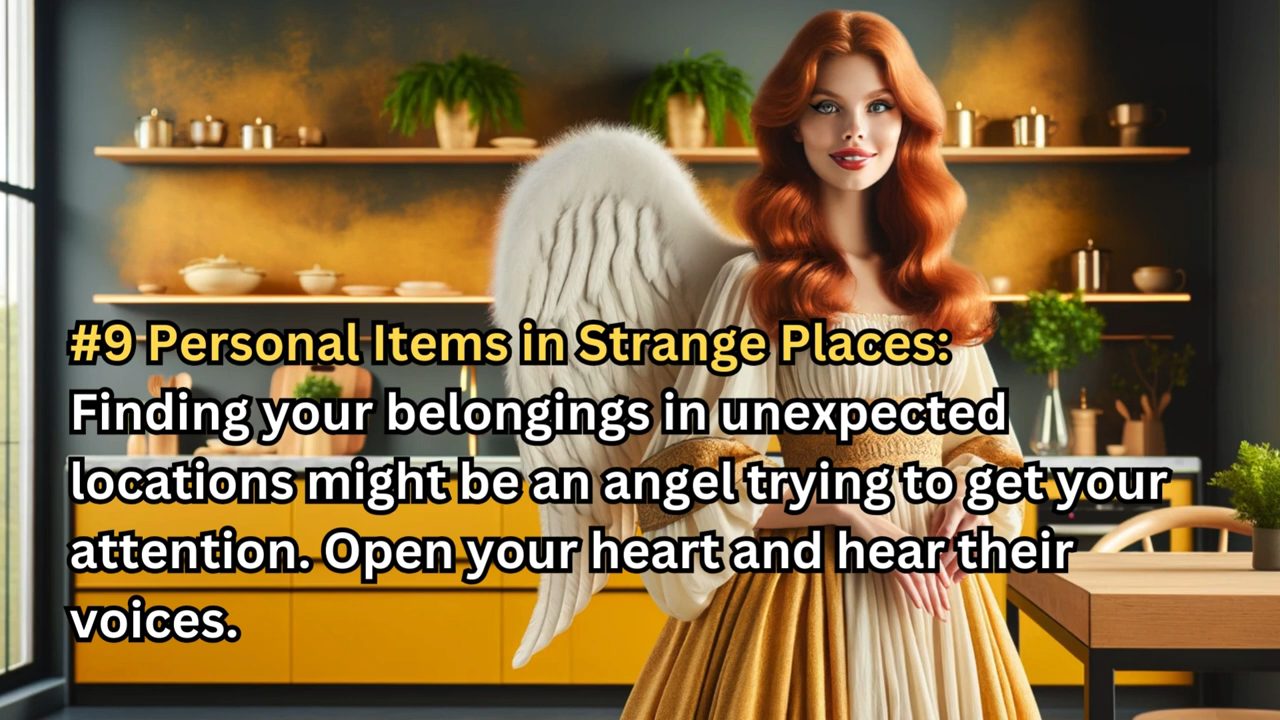 #9 Personal Items in Strange Places:
Finding your belongings in unexpected
locations might be an angel trying to get your
attention. Open your heart and hear their
voices.